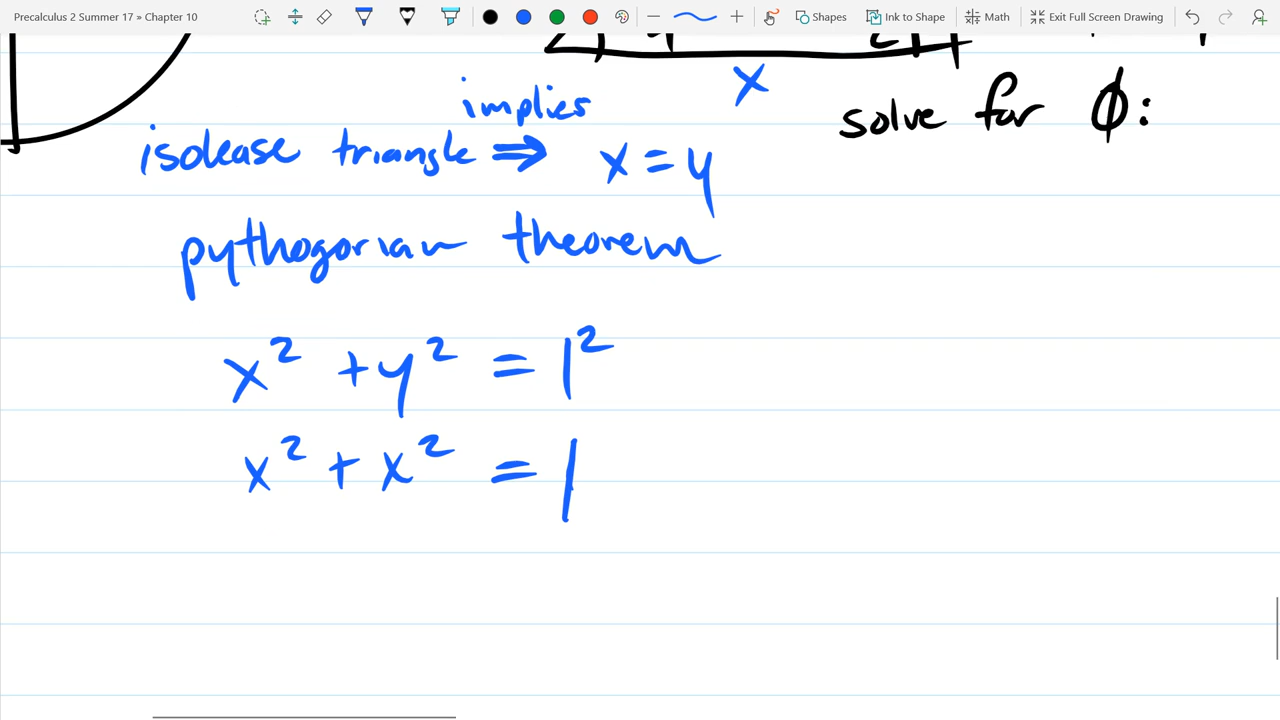 Precalculus 2 Summer 17 » Chapter 10
Shapes
Ink to Shape
Math
Exit Full Screen Drawing
x
implies
solve for ϕ:
isolease triangle ⇒ x = y
pythogorian theorem
x² + y² = 1²
x² + x² = 1